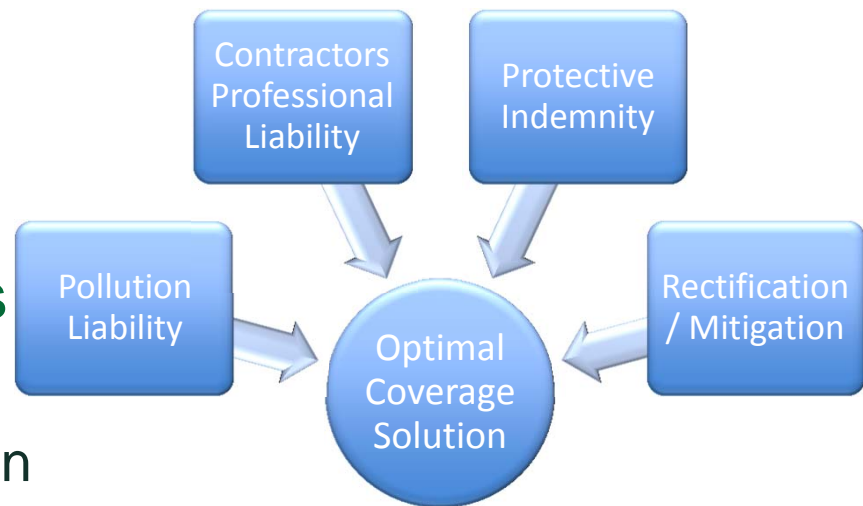 Contractors
Professional
Liability
Protective
Indemnity
s
Pollution
Liability
Rectification
/ Mitigation
Optimal
Coverage
Solution
n